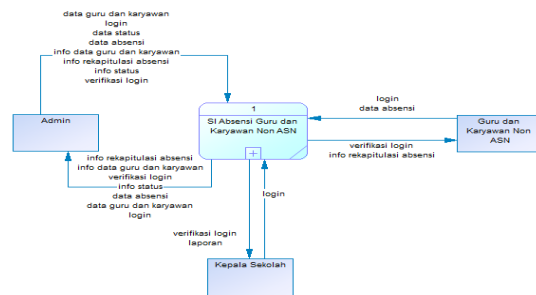 data guru dan karyawan
login
data status
data absensi
info data guru dan karyawan
info rekapitulasi absensi
info status
verifikasi login
Admin
1
SI Absensi Guru dan
Karyawan Non ASN
login
data absensi
Guru dan
Karyawan Non
ASN
verifikasi login
info rekapitulasi absensi
info rekapitulasi absensi
info data guru dan karyawan
verifikasi login
info status
data absensi
data guru dan karyawan
login
login
verifikasi login
laporan
Kepala Sekolah